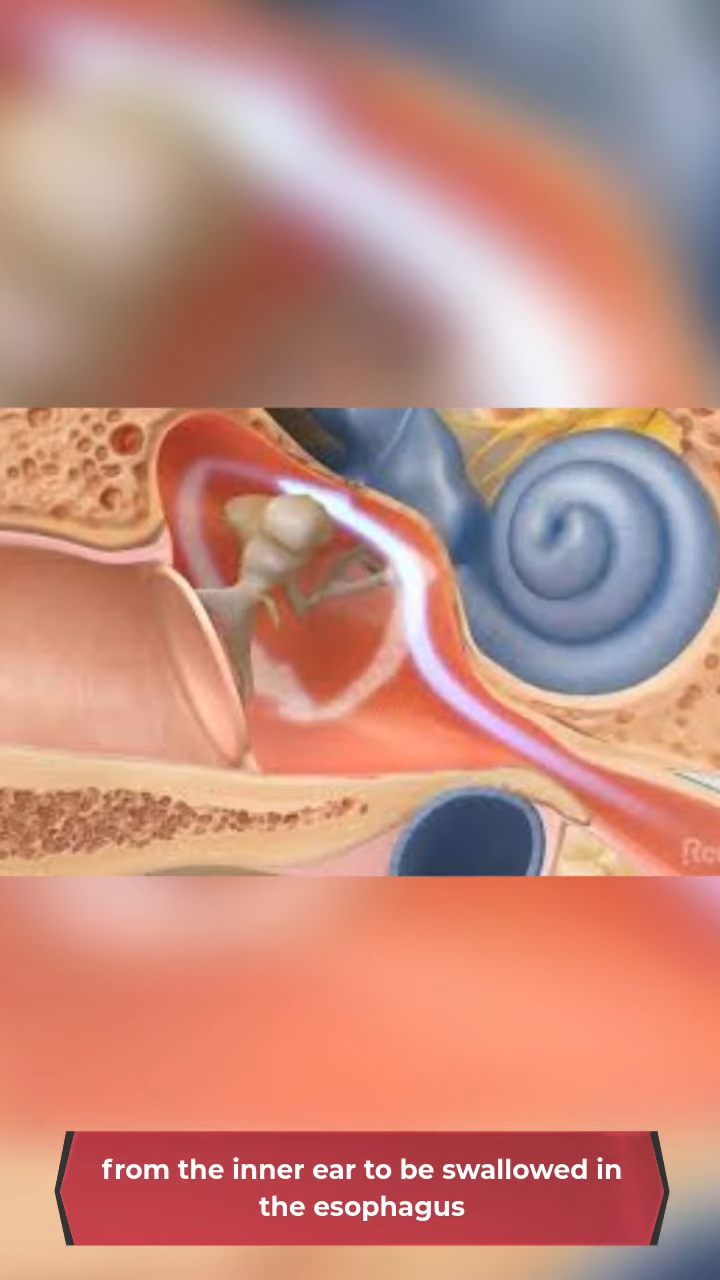 from the inner ear to be swallowed in
the esophagus